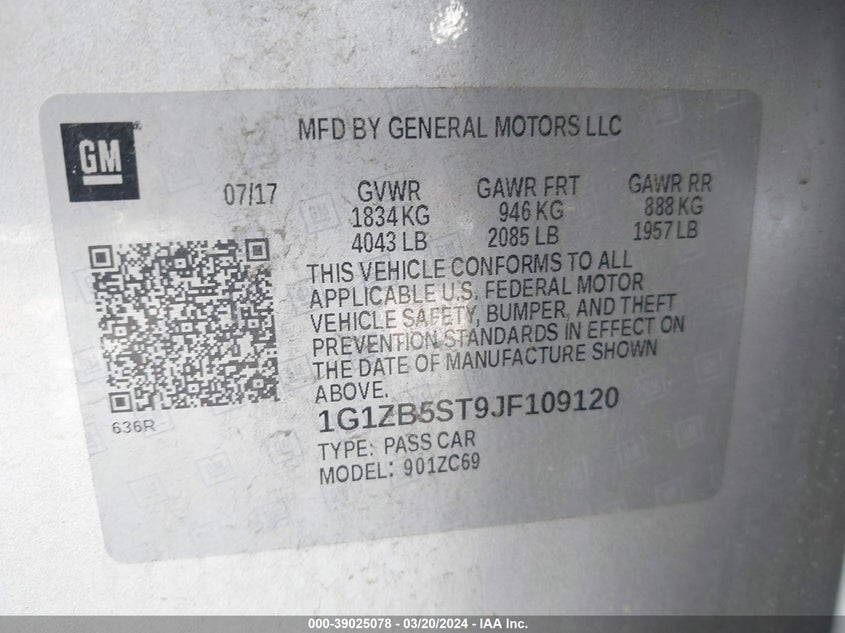 GM
MFD BY GENERAL MOTORS LLC
07/17
GVWR
1834 KG
4043 LB
GAWR FRT
946 KG
2085 LB
GAWR RR
888 KG
1957 LB
THIS VEHICLE CONFORMS TO ALL
APPLICABLE U.S. FEDERAL MOTOR
VEHICLE SAFETY, BUMPER, AND THEFT
PREVENTION STANDARDS IN EFFECT ON
THE DATE OF MANUFACTURE SHOWN
ABOVE.
1G1ZB5ST9JF109120
TYPE: PASS CAR
MODEL: 901ZC69
636R
000-39025078 - 03/20/2024 - IAA Inc.